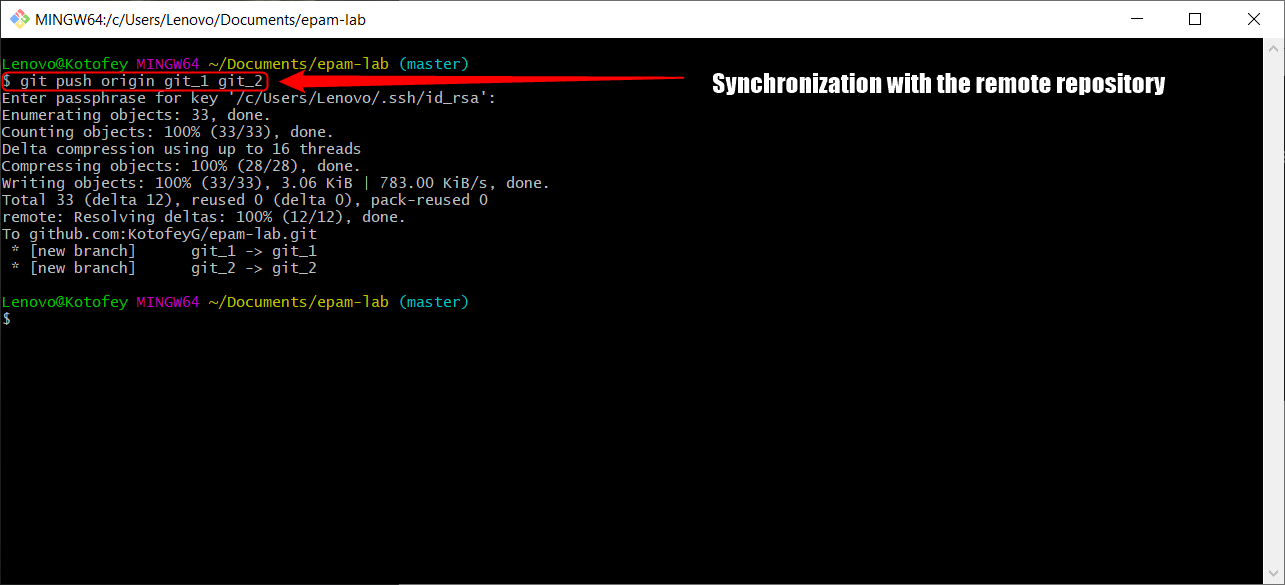 MINGW64:/c/Users/Lenovo/Documents/epam-lab
Lenovo@Kotofey MINGW64 ~/Documents/epam-lab (master)
$ git push origin git_1 git_2
Synchronization with the remote repository
Enter passphrase for key '/c/Users/Lenovo/.ssh/id_rsa':
Enumerating objects: 33, done.
Counting objects: 100% (33/33), done.
Delta compression using up to 16 threads
Compressing objects: 100% (28/28), done.
Writing objects: 100% (33/33), 3.06 KiB | 783.00 KiB/s, done.
Total 33 (delta 12), reused 0 (delta 0), pack-reused 0
remote: Resolving deltas: 100% (12/12), done.
To github.com:KotofeyG/epam-lab.git
 * [new branch]      git_1 -> git_1
 * [new branch]      git_2 -> git_2
Lenovo@Kotofey MINGW64 ~/Documents/epam-lab (master)
$